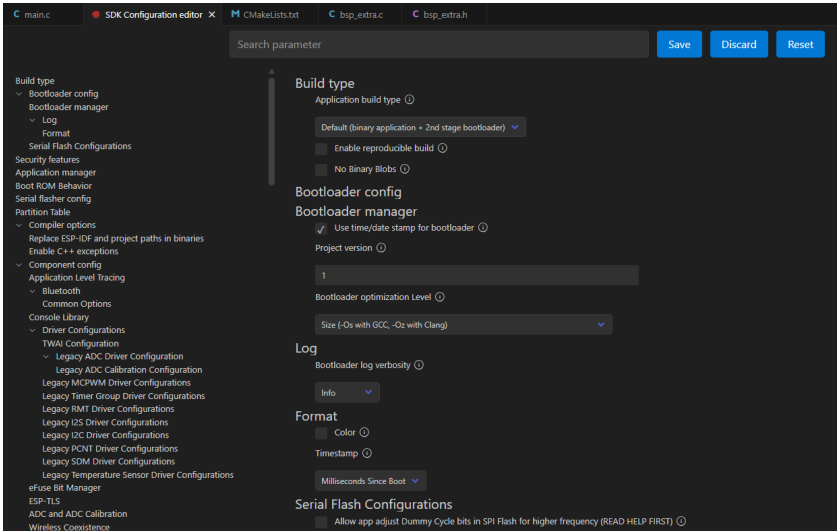 main.c
SDK Configuration editor
CMakeLists.txt
bsp_extra.c
bsp_extra.h
Search parameter
Save
Discard
Reset
Build type
Bootloader config
Bootloader manager
Log
Format
Serial Flash Configurations
Security features
Application manager
Boot ROM Behavior
Serial flasher config
Partition Table
Compiler options
Replace ESP-IDF and project paths in binaries
Enable C++ exceptions
Component config
Application Level Tracing
Bluetooth
Common Options
Console Library
Driver Configurations
TWAI Configuration
Legacy ADC Driver Configuration
Legacy ADC Calibration Configuration
Legacy MCPWM Driver Configurations
Legacy Timer Group Driver Configurations
Legacy RMT Driver Configurations
Legacy I2S Driver Configurations
Legacy I2C Driver Configurations
Legacy PCNT Driver Configurations
Legacy SDM Driver Configurations
Legacy Temperature Sensor Driver Configurations
eFuse Bit Manager
ESP-TLS
ADC and ADC Calibration
Wireless Coexistence
Build type
Application build type
Default (binary application + 2nd stage bootloader)
Enable reproducible build
No Binary Blobs
Bootloader config
Bootloader manager
Use time/date stamp for bootloader
Project version
1
Bootloader optimization Level
Size (-Os with GCC, -Oz with Clang)
Log
Bootloader log verbosity
Info
Format
Color
Timestamp
Milliseconds Since Boot
Serial Flash Configurations
Allow app adjust Dummy Cycle bits in SPI Flash for higher frequency (READ HELP FIRST)